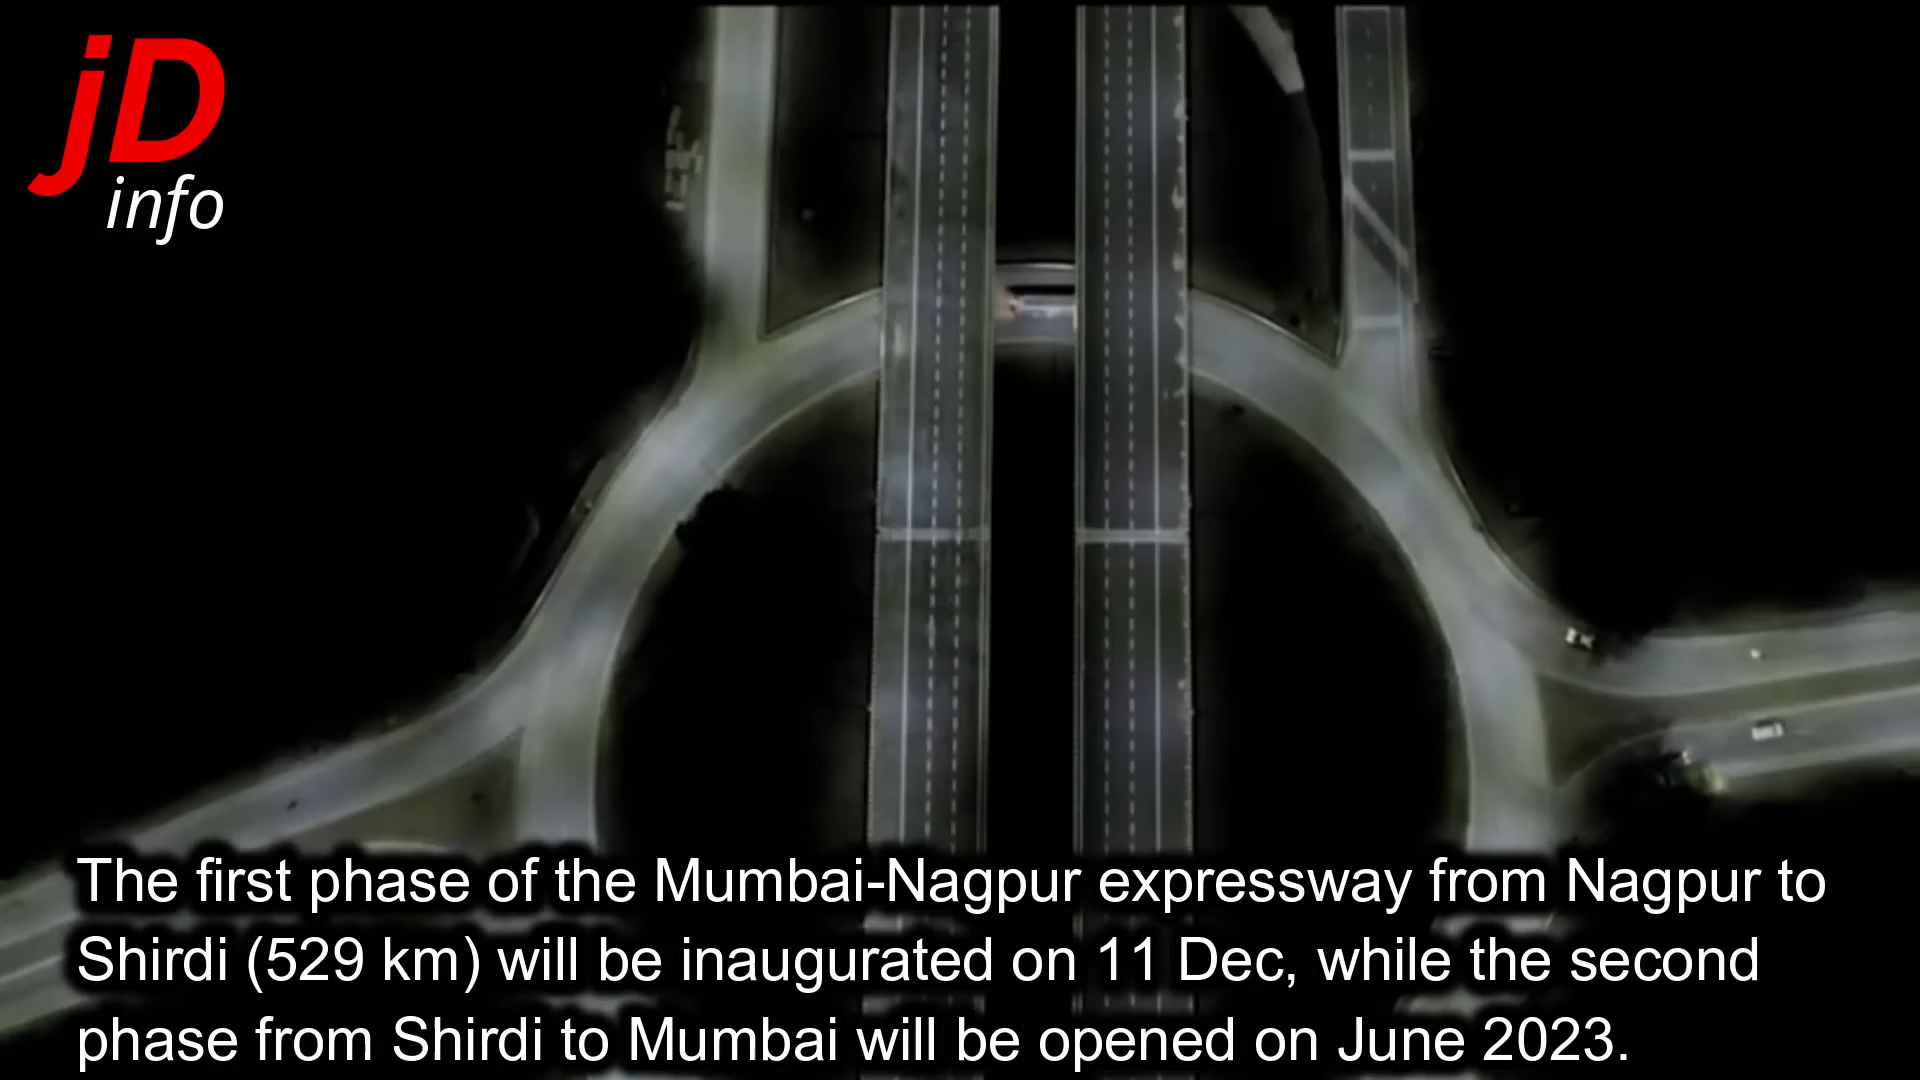 jD
info
The first phase of the Mumbai-Nagpur expressway from Nagpur to
Shirdi (529 km) will be inaugurated on 11 Dec, while the second
phase from Shirdi to Mumbai will be opened on June 2023.